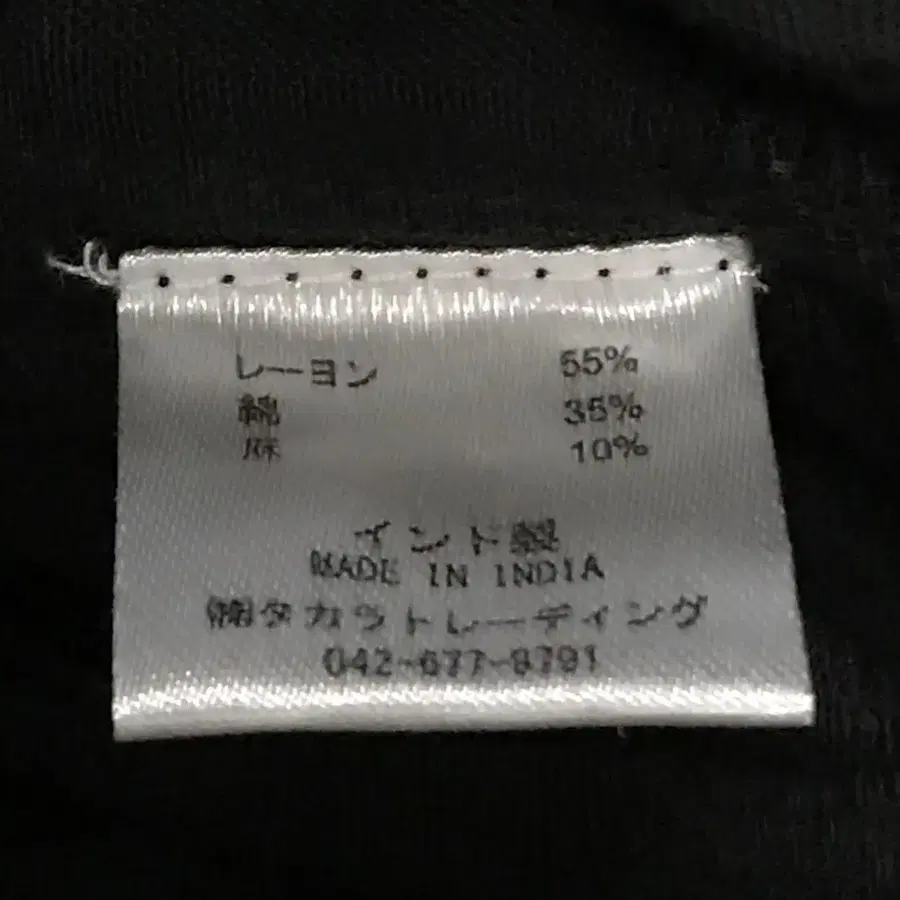 レーヨン 55%
綿 35%
麻 10%
インド製
MADE IN INDIA
㈱タカラトレーディング
042-677-8791